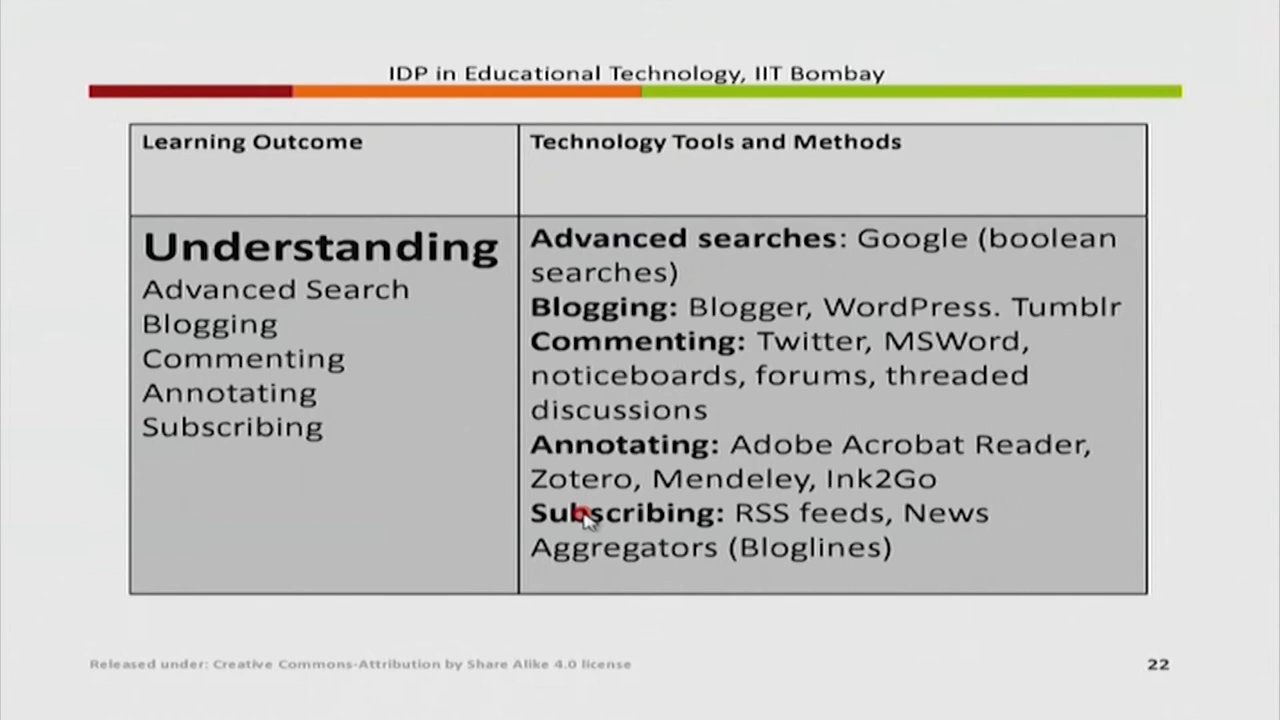 IDP in Educational Technology, IIT Bombay
Learning Outcome
Technology Tools and Methods
Understanding
Advanced Search
Blogging
Commenting
Annotating
Subscribing
Advanced searches: Google (boolean
searches)
Blogging: Blogger, WordPress. Tumblr
Commenting: Twitter, MSWord,
noticeboards, forums, threaded
discussions
Annotating: Adobe Acrobat Reader,
Zotero, Mendeley, Ink2Go
Subscribing: RSS feeds, News
Aggregators (Bloglines)
Released under: Creative Commons-Attribution by Share Alike 4.0 license
22